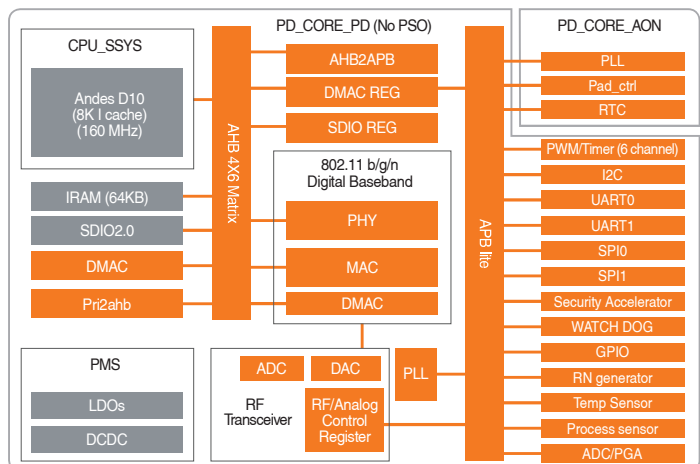 CPU_SSYS
Andes D10
(8K I cache)
(160 MHz)
IRAM (64KB)
SDIO2.0
DMAC
Pri2ahb
PMS
LDOs
DCDC
AHB 4X6 Matrix
PD_CORE_PD (No PSO)
AHB2APB
DMAC REG
SDIO REG
802.11 b/g/n
Digital Baseband
PHY
MAC
DMAC
ADC
DAC
RF
Transceiver
RF/Analog
Control
Register
PLL
APB lite
PD_CORE_AON
PLL
Pad_ctrl
RTC
PWM/Timer (6 channel)
I2C
UART0
UART1
SPI0
SPI1
Security Accelerator
WATCH DOG
GPIO
RN generator
Temp Sensor
Process sensor
ADC/PGA